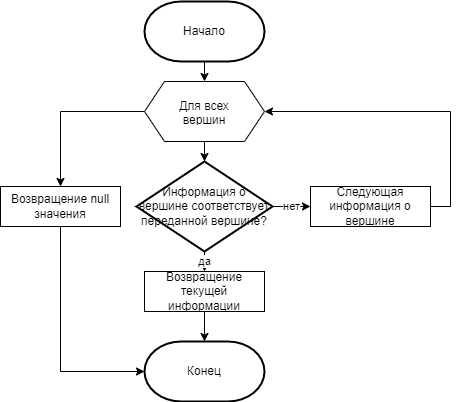 Начало
Для всех
вершин
Информация о
вершине соответствует
переданной вершине?
Возвращение null
значения
нет
Следующая
информация о
вершине
да
Возвращение
текущей
информации
Конец